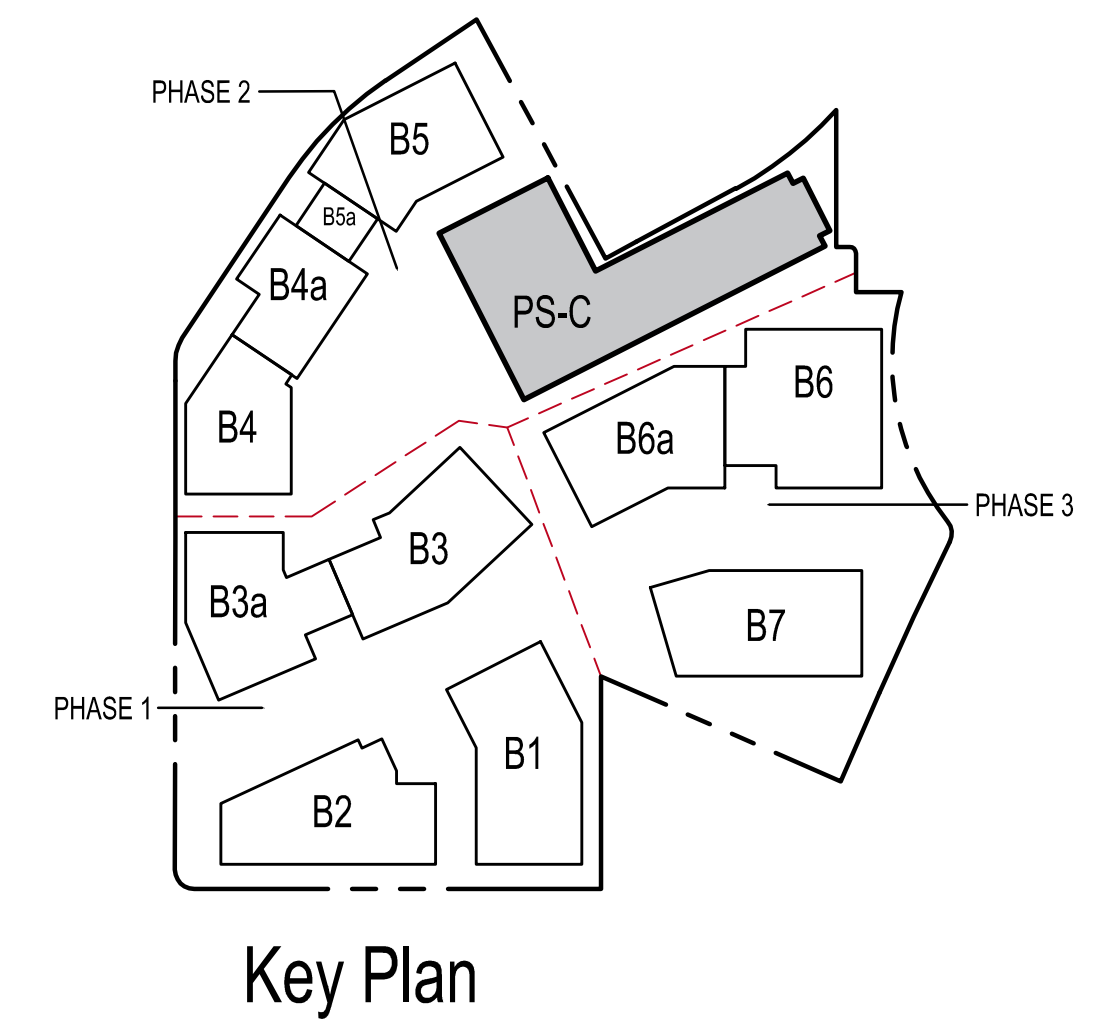 PHASE 2
B5
B5a
B4a
PS-C
B6
B4
B6a
PHASE 3
B3
B3a
B7
PHASE 1
B1
B2
Key Plan